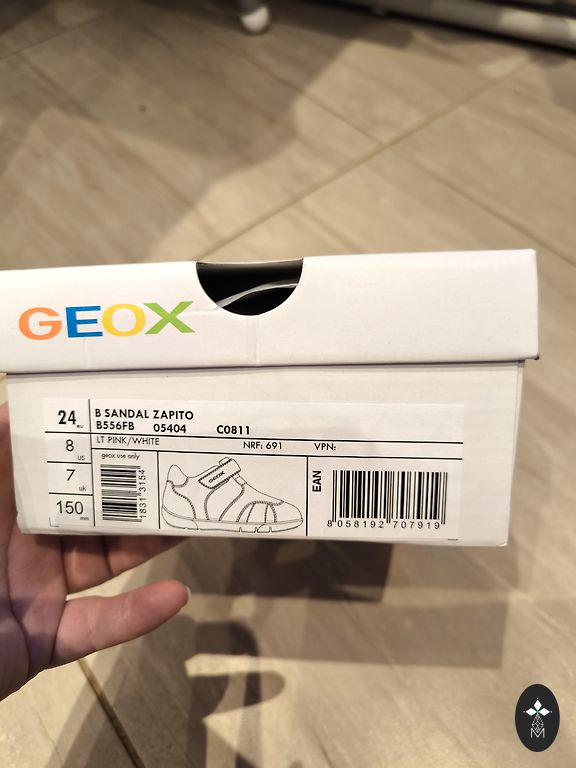 GEOX
24 eu
8 us
7 uk
150 mm
B SANDAL ZAPITO
B556FB 05404 C0811
LT PINK/WHITE NRF: 691 VPN:
geox use only
1831 3154
GEOX
EAN
8 058192 707919
M